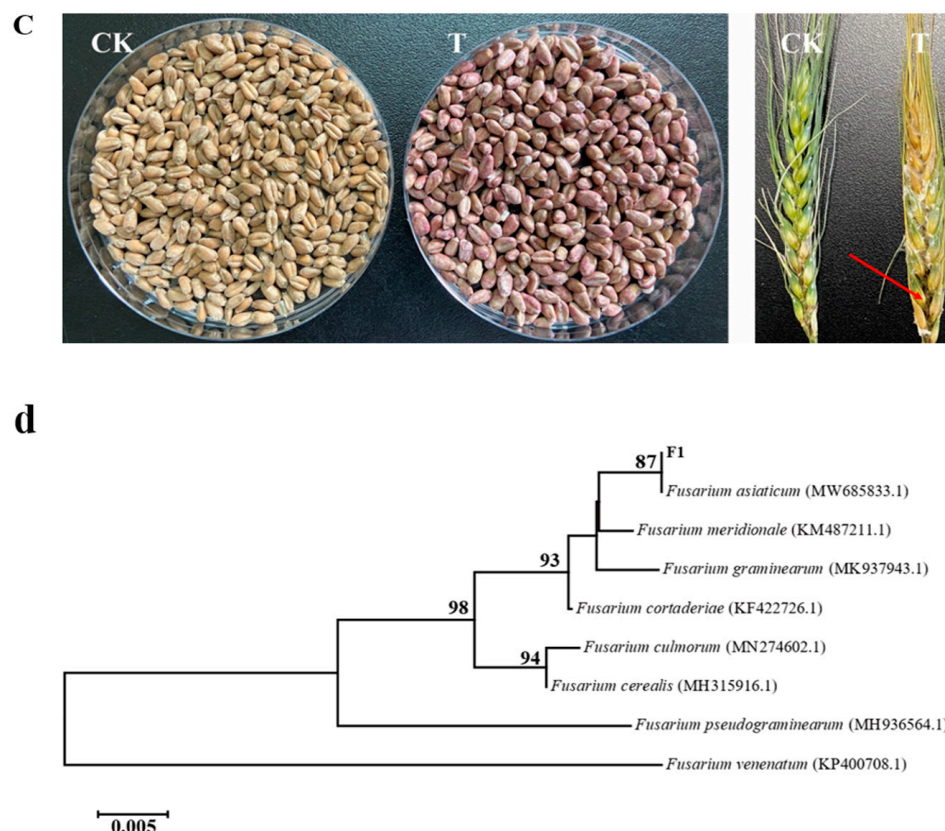 C
CK
T
CK
T
d
F1
87
Fusarium asiaticum (MW685833.1)
Fusarium meridionale (KM487211.1)
Fusarium graminearum (MK937943.1)
93
Fusarium cortaderiae (KF422726.1)
98
Fusarium culmorum (MN274602.1)
94
Fusarium cerealis (MH315916.1)
Fusarium pseudograminearum (MH936564.1)
Fusarium venenatum (KP400708.1)
0.005